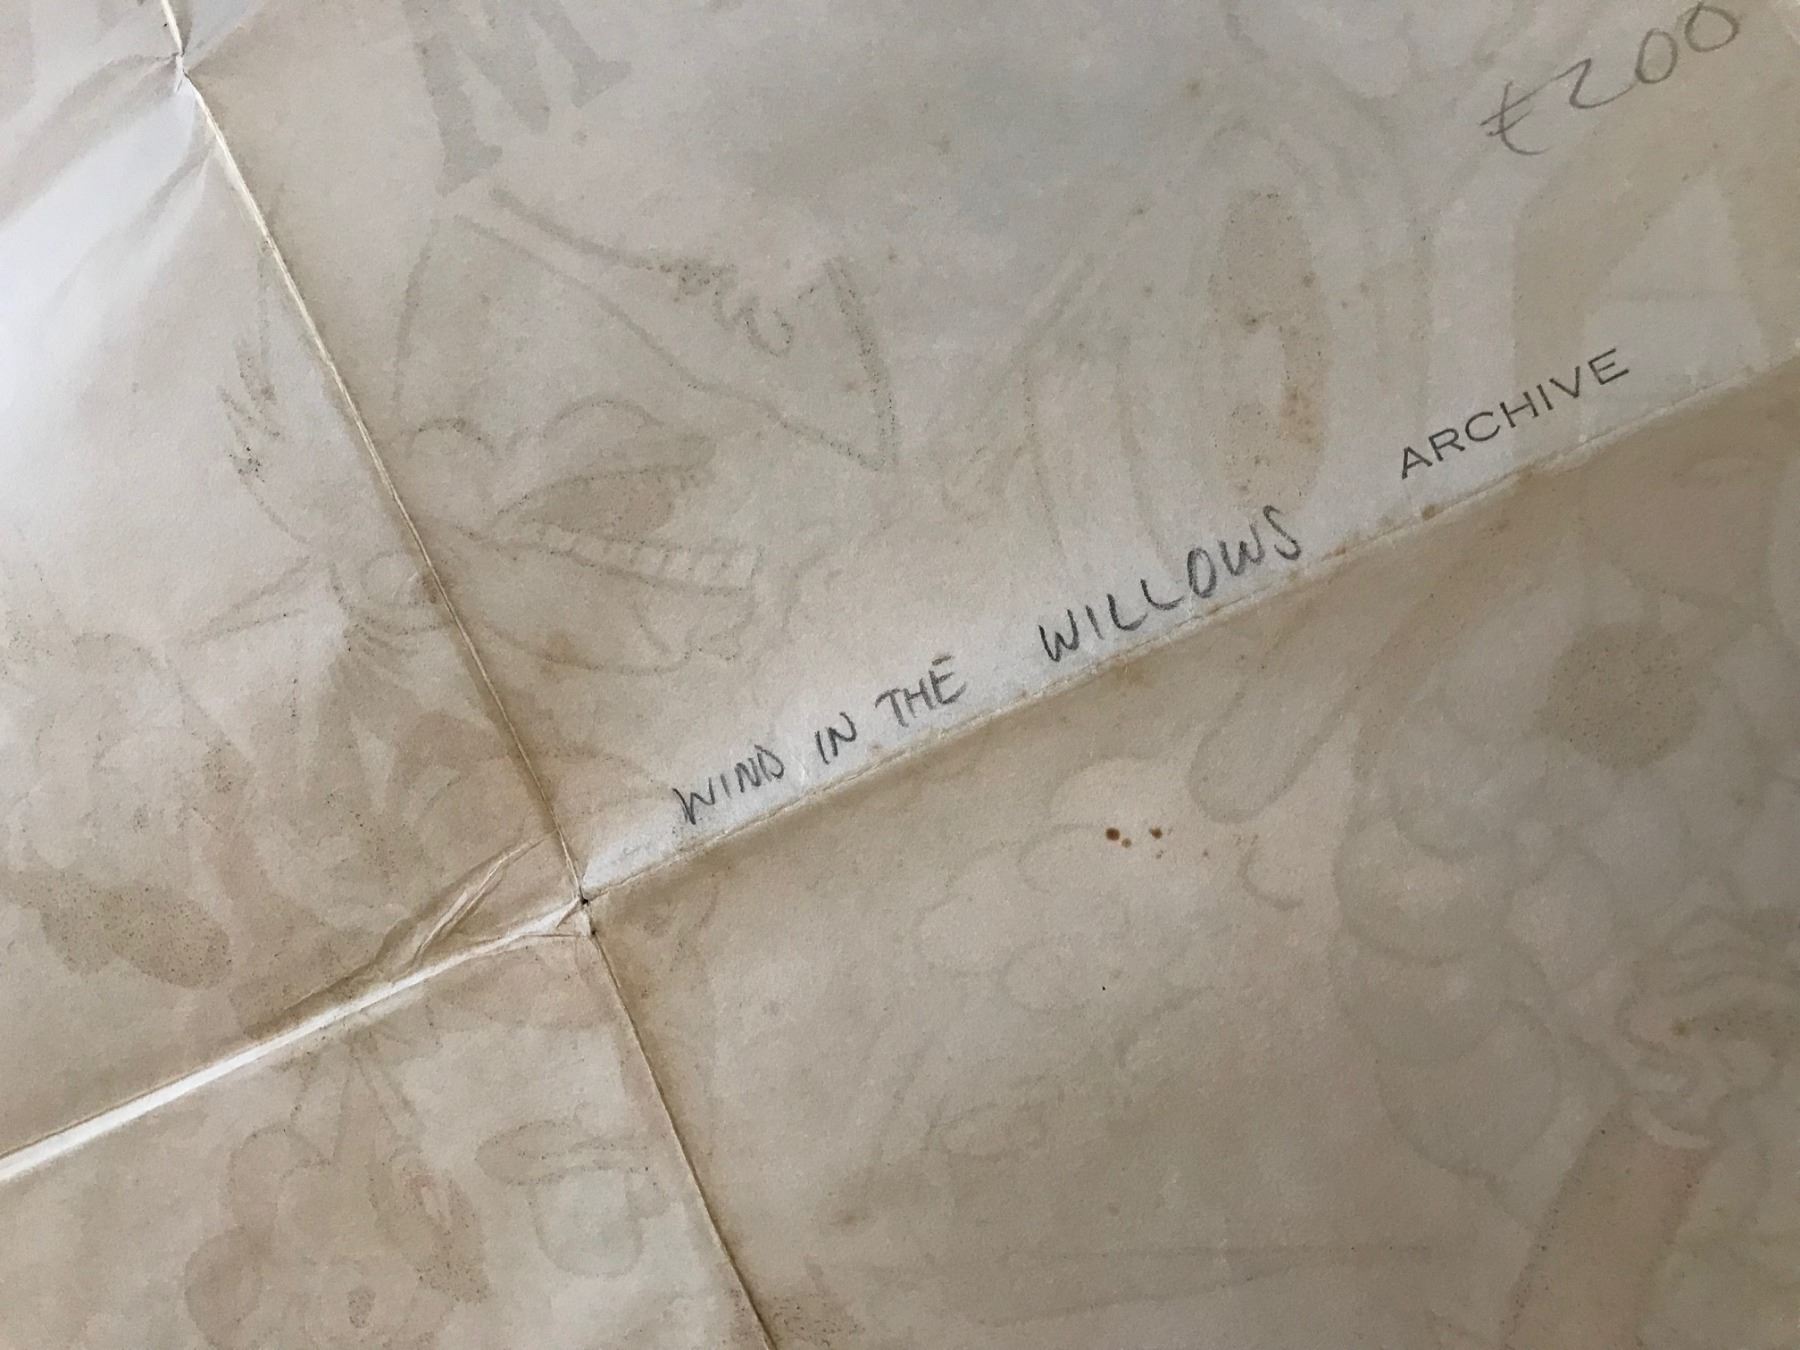 £200
WIND IN THE WILLOWS ARCHIVE